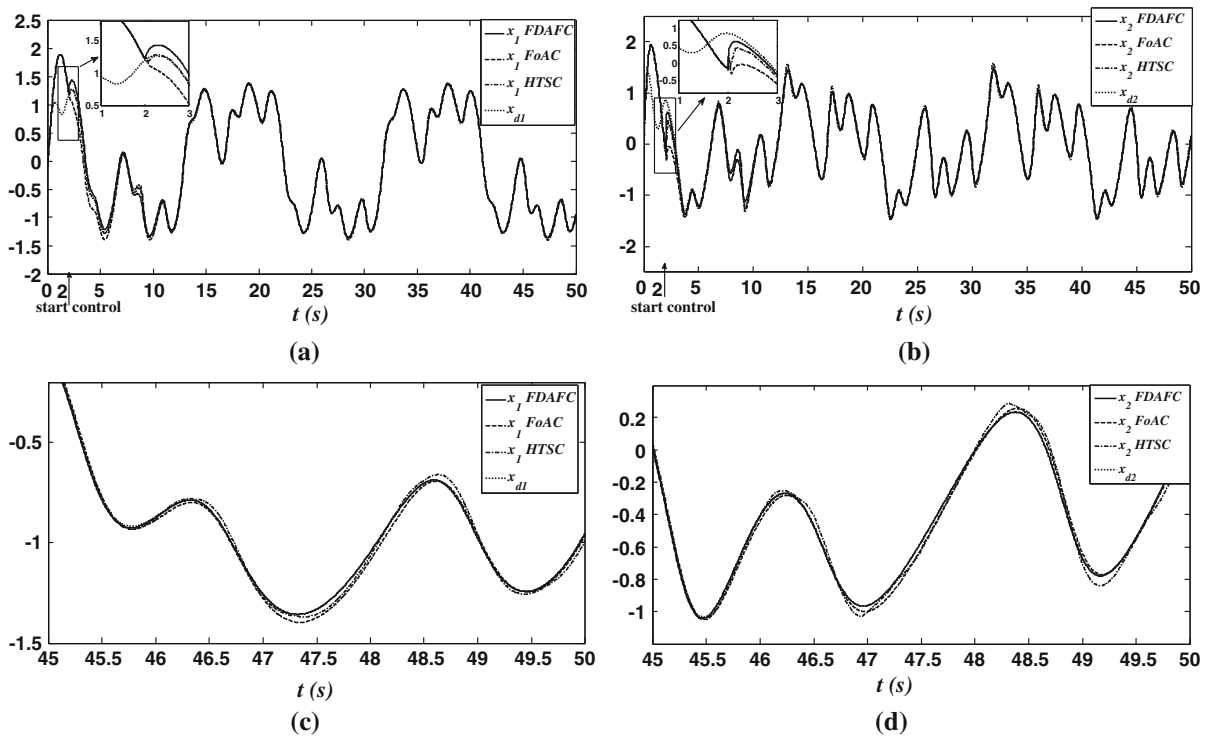 2.5
2
1.5
1
0.5
0
-0.5
-1
-1.5
-2
1.5
1
0.5
1 2 3
x1 FDAFC
x1 FoAC
x1 HTSC
xd1
0 2 5 10 15 20 25 30 35 40 45 50
start control
t (s)
(a)
2
1
0
-1
-2
1
0.5
0
-0.5
1 2 3
x2 FDAFC
x2 FoAC
x2 HTSC
xd2
0 2 5 10 15 20 25 30 35 40 45 50
start control
t (s)
(b)
-0.5
-1
-1.5
x1 FDAFC
x1 FoAC
x1 HTSC
xd1
45 45.5 46 46.5 47 47.5 48 48.5 49 49.5 50
t (s)
(c)
0.2
0
-0.2
-0.4
-0.6
-0.8
-1
x2 FDAFC
x2 FoAC
x2 HTSC
xd2
45 45.5 46 46.5 47 47.5 48 48.5 49 49.5 50
t (s)
(d)